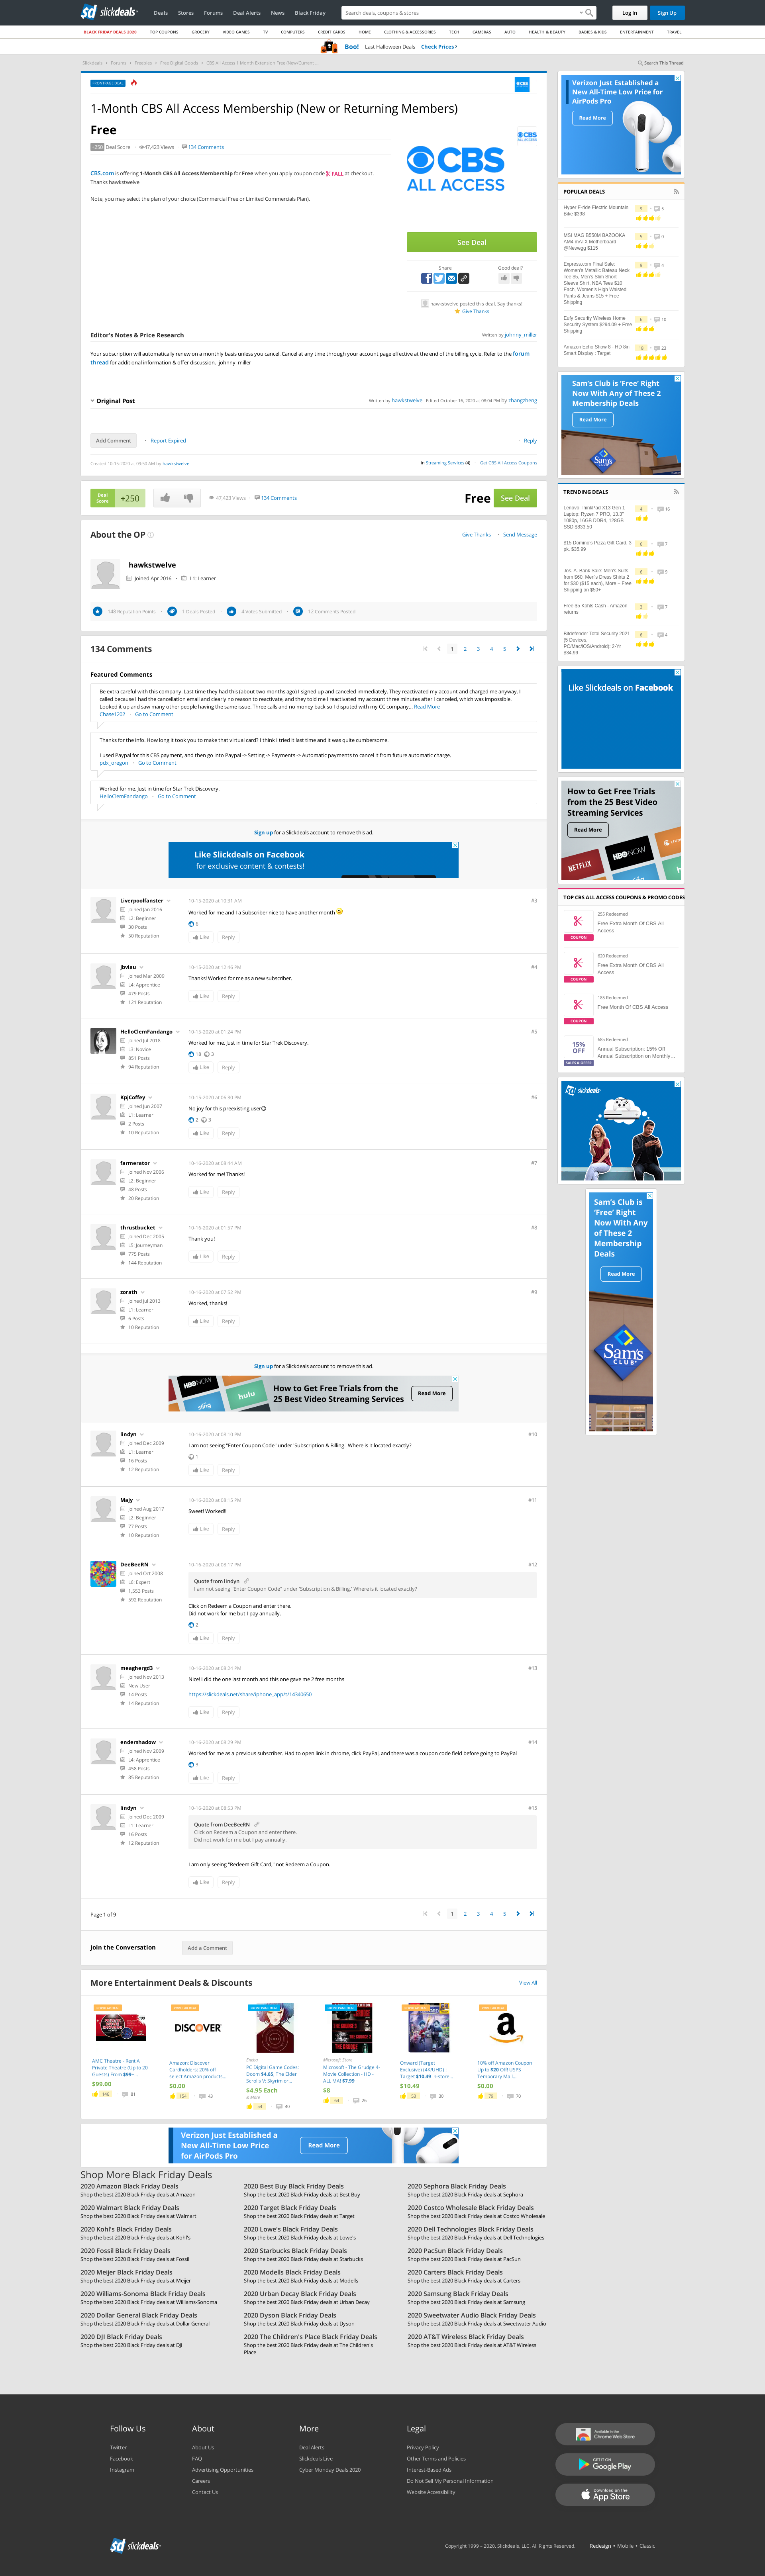 slickdeals
Deals Stores Forums Deal Alerts News Black Friday
Search deals, coupons & stores
Log In Sign Up
BLACK FRIDAY DEALS 2020 TOP COUPONS GROCERY VIDEO GAMES TV COMPUTERS CREDIT CARDS HOME CLOTHING & ACCESSORIES TECH CAMERAS AUTO HEALTH & BEAUTY BABIES & KIDS ENTERTAINMENT TRAVEL
Boo! Last Halloween Deals Check Prices
Slickdeals Forums Freebies Free Digital Goods
Search This Thread
FRONTPAGE DEAL
1-Month CBS All Access Membership (New or Returning Members)
Free
+250 Deal Score 47,423 Views 134 Comments
CBS.com is offering 1-Month CBS All Access Membership for Free when you apply coupon code FALL at checkout.
Thanks hawkstwelve
Note, you may select the plan of your choice (Commercial Free or Limited Commercials Plan).
CBS
ALL ACCESS
See Deal
Share Good deal?
hawkstwelve posted this deal. Say thanks!
Give Thanks
Editor's Notes & Price Research
Written by johnny_miller
Your subscription will automatically renew on a monthly basis unless you cancel. Cancel at any time through your account page effective at the end of the billing cycle. Refer to the forum
thread for additional information & offer discussion. -johnny_miller
Original Post
Written by hawkstwelve Edited October 16, 2020 at 08:04 PM by zhangzeng
Add Comment Report Expired Reply
Created 10-15-2020 at 09:50 AM by hawkstwelve
in Streaming Services (4) Get CBS All Access Coupons
Deal
Score
+250
47,423 Views 134 Comments
Free See Deal
About the OP
Give Thanks Send Message
hawkstwelve
Joined Apr 2016 L1: Learner
148 Reputation Points 1 Deals Posted 4 Votes Submitted 12 Comments Posted
134 Comments
1 2 3 4 5
Featured Comments
Be extra careful with this company. Last time they had this (about two months ago) I signed up and canceled immediately. They reactivated my account and charged me anyway. I
called because I had the cancellation email and clearly no reason to reactivate, and they told me I reactivated my account three minutes after I canceled, which was impossible.
Looked it up and saw many other people having the same issue. Three calls and no money back so I disputed with my CC company.... Read More
Chase1202 Go to Comment
Thanks for the info. How long it took you to make that virtual card? I think I tried it last time and it was quite cumbersome.
I used Paypal for this CBS payment, and then go into Paypal -> Setting -> Payments -> Automatic payments to cancel it from future automatic charge.
pdx_oregon Go to Comment
Worked for me. Just in time for Star Trek Discovery.
HelloClemFandango Go to Comment
Sign up for a Slickdeals account to remove this ad.
Like Slickdeals on Facebook
for exclusive content & contests!
Liverpoolfanster
Joined Jan 2016
L2: Beginner
30 Posts
50 Reputation
10-15-2020 at 10:31 AM
#3
Worked for me and I a Subscriber nice to have another month
6
Like Reply
jbviau
Joined Mar 2009
L4: Apprentice
479 Posts
121 Reputation
10-15-2020 at 12:46 PM
#4
Thanks! Worked for me as a new subscriber.
Like Reply
HelloClemFandango
Joined Jul 2018
L3: Novice
851 Posts
94 Reputation
10-15-2020 at 01:24 PM
#5
Worked for me. Just in time for Star Trek Discovery.
18 3
Like Reply
KpjCoffey
Joined Jun 2007
L1: Learner
2 Posts
10 Reputation
10-15-2020 at 06:30 PM
#6
No joy for this preexisting user
2 3
Like Reply
farmerator
Joined Nov 2006
L2: Beginner
48 Posts
20 Reputation
10-16-2020 at 08:44 AM
#7
Worked for me! Thanks!
Like Reply
thrustbucket
Joined Dec 2005
L5: Journeyman
775 Posts
144 Reputation
10-16-2020 at 01:57 PM
#8
Thank you!
Like Reply
zorath
Joined Jul 2013
L1: Learner
6 Posts
10 Reputation
10-16-2020 at 07:52 PM
#9
Worked, thanks!
Like Reply
Sign up for a Slickdeals account to remove this ad.
HBO NOW hulu
How to Get Free Trials from the
25 Best Video Streaming Services
Read More
lindyn
Joined Dec 2009
L1: Learner
16 Posts
12 Reputation
10-16-2020 at 08:10 PM
#10
I am not seeing "Enter Coupon Code" under 'Subscription & Billing.' Where is it located exactly?
1
Like Reply
Majy
Joined Aug 2017
L2: Beginner
77 Posts
10 Reputation
10-16-2020 at 08:15 PM
#11
Sweet! Worked!!
Like Reply
DeeBeeRN
Joined Oct 2008
L6: Expert
1,553 Posts
592 Reputation
10-16-2020 at 08:17 PM
#12
Quote from lindyn
I am not seeing "Enter Coupon Code" under 'Subscription & Billing.' Where is it located exactly?
Click on Redeem A Coupon and enter there.
Did not work for me but I pay annually.
2
Like Reply
meaghergd3
Joined Nov 2013
New User
14 Posts
14 Reputation
10-16-2020 at 08:24 PM
#13
Nice! I did the one last month and this one gave me 2 free months
https://slickdeals.net/share/iphone_app/t/14340650
Like Reply
endershadow
Joined Nov 2009
L4: Apprentice
458 Posts
85 Reputation
10-16-2020 at 08:29 PM
#14
Worked for me as a previous subscriber. Had to open link in chrome, click PayPal, and there was a coupon code field before going to PayPal
3
Like Reply
lindyn
Joined Dec 2009
L1: Learner
16 Posts
12 Reputation
10-16-2020 at 08:53 PM
#15
Quote from DeeBeeRN
Click on Redeem A Coupon and enter there.
Did not work for me but I pay annually.
I am only seeing "Redeem Gift Card," not Redeem a Coupon.
Like Reply
Page 1 of 9
1 2 3 4 5
Join the Conversation
Add a Comment
More Entertainment Deals & Discounts
View All
POPULAR DEAL
AMC Theatre - Rent A
Private Theatre (Up to 20
Guests) From $99+...
$99.00
146 81
POPULAR DEAL
DISCOVER
Amazon: Discover
Cardholders: 20% off
select Amazon products...
$0.00
154 43
FRONTPAGE DEAL
PC Digital Game Codes:
Doom $4.65, The Elder
Scrolls V: Skyrim or...
$4.95 Each
& More
54 40
FRONTPAGE DEAL
Microsoft Store
Microsoft - The Grudge 4-
Movie Collection - HD -
ALL MA! $7.99
$8
64 26
Onward (Target
Exclusive) (4K/UHD) :
Target $10.49 in-store...
$10.49
53 30
POPULAR DEAL
amazon
10% off Amazon Coupon
Up to $20 Off! USPS
Temporary Mail...
$0.00
79 70
Verizon Just Established a
New All-Time Low Price
for AirPods Pro
Read More
Shop More Black Friday Deals
2020 Amazon Black Friday Deals
Shop the best 2020 Black Friday deals at Amazon
2020 Walmart Black Friday Deals
Shop the best 2020 Black Friday deals at Walmart
2020 Kohl's Black Friday Deals
Shop the best 2020 Black Friday deals at Kohl's
2020 Fossil Black Friday Deals
Shop the best 2020 Black Friday deals at Fossil
2020 Meijer Black Friday Deals
Shop the best 2020 Black Friday deals at Meijer
2020 Williams-Sonoma Black Friday Deals
Shop the best 2020 Black Friday deals at Williams-Sonoma
2020 Dollar General Black Friday Deals
Shop the best 2020 Black Friday deals at Dollar General
2020 DJI Black Friday Deals
Shop the best 2020 Black Friday deals at DJI
2020 Best Buy Black Friday Deals
Shop the best 2020 Black Friday deals at Best Buy
2020 Target Black Friday Deals
Shop the best 2020 Black Friday deals at Target
2020 Lowe's Black Friday Deals
Shop the best 2020 Black Friday deals at Lowe's
2020 Starbucks Black Friday Deals
Shop the best 2020 Black Friday deals at Starbucks
2020 Modells Black Friday Deals
Shop the best 2020 Black Friday deals at Modells
2020 Urban Decay Black Friday Deals
Shop the best 2020 Black Friday deals at Urban Decay
2020 Dyson Black Friday Deals
Shop the best 2020 Black Friday deals at Dyson
2020 The Children's Place Black Friday Deals
Shop the best 2020 Black Friday deals at The Children's
Place
2020 Sephora Black Friday Deals
Shop the best 2020 Black Friday deals at Sephora
2020 Costco Wholesale Black Friday Deals
Shop the best 2020 Black Friday deals at Costco Wholesale
2020 Dell Technologies Black Friday Deals
Shop the best 2020 Black Friday deals at Dell Technologies
2020 PacSun Black Friday Deals
Shop the best 2020 Black Friday deals at PacSun
2020 Carters Black Friday Deals
Shop the best 2020 Black Friday deals at Carters
2020 Samsung Black Friday Deals
Shop the best 2020 Black Friday deals at Samsung
2020 Sweetwater Audio Black Friday Deals
Shop the best 2020 Black Friday deals at Sweetwater Audio
2020 AT&T Wireless Black Friday Deals
Shop the best 2020 Black Friday deals at AT&T Wireless
Verizon Just Established a
New All-Time Low Price for
AirPods Pro
Read More
POPULAR DEALS
Hyper E-ride Electric Mountain
Bike $398
9 5
MSI MAG B550M BAZOOKA
AM4 mATX Motherboard
@Newegg $115
5 0
Express.com Final Sale:
Women's Metallic Bateau Neck
Tee $5, Men's Slim Short
Sleeve Shirt, NBA Tees $10
Each, Women's High Waisted
Pants & Jeans $15 + Free
Shipping
9 9
Eufy Security Wireless Home
Security System $294.09 + Free
Shipping
6 10
Amazon Echo Show 8 - HD 8in
Smart Display : Target
18 23
Sam's Club is 'Free' Right
Now With Any of These 2
Membership Deals
Read More
TRENDING DEALS
Lenovo ThinkPad X13 Gen 1
Laptop: Ryzen 7 PRO, 13.3"
1080p, 16GB DDR4, 128GB
SSD $803.50
4 16
$15 Domino's Pizza Gift Card, 3
pk. $35.99
5 7
Jos. A. Bank Sale: Men's Suits
from $60, Men's Dress Shirts 2
for $30 ($15 each), More + Free
Shipping on $50+
6 9
Free $5 Kohls Cash - Amazon
returns
3 7
Bitdefender Total Security 2021
(5 Devices,
PC/Mac/IOS/Android): 2-Yr
$34.99
6 4
Like Slickdeals on Facebook
How to Get Free Trials
from the 25 Best Video
Streaming Services
Read More
NETFLIX HBO NOW hulu
TOP CBS ALL ACCESS COUPONS & PROMO CODES
255 Redeemed
Free Extra Month Of CBS All
Access
COUPON
620 Redeemed
Free Extra Month Of CBS All
Access
COUPON
185 Redeemed
Free Month Of CBS All Access
COUPON
15%
OFF
SALES & OFFER
685 Redeemed
Annual Subscription: 15% Off
Annual Subscription on Monthly...
slickdeals
Sam's Club is
'Free' Right
Now With Any
of These 2
Membership
Deals
Read More
SAM'S CLUB
Follow Us
Twitter
Facebook
Instagram
About
About Us
FAQ
Advertising Opportunities
Careers
Contact Us
More
Deal Alerts
Slickdeals Live
Cyber Monday Deals 2020
Legal
Privacy Policy
Other Terms and Policies
Interest-Based Ads
Do Not Sell My Personal Information
Website Accessibility
Available in the
Chrome Web Store
GET IT ON
Google Play
Download on the
App Store
slickdeals
Copyright 1999 - 2020. Slickdeals, LLC. All Rights Reserved. Redesign • Mobile • Classic